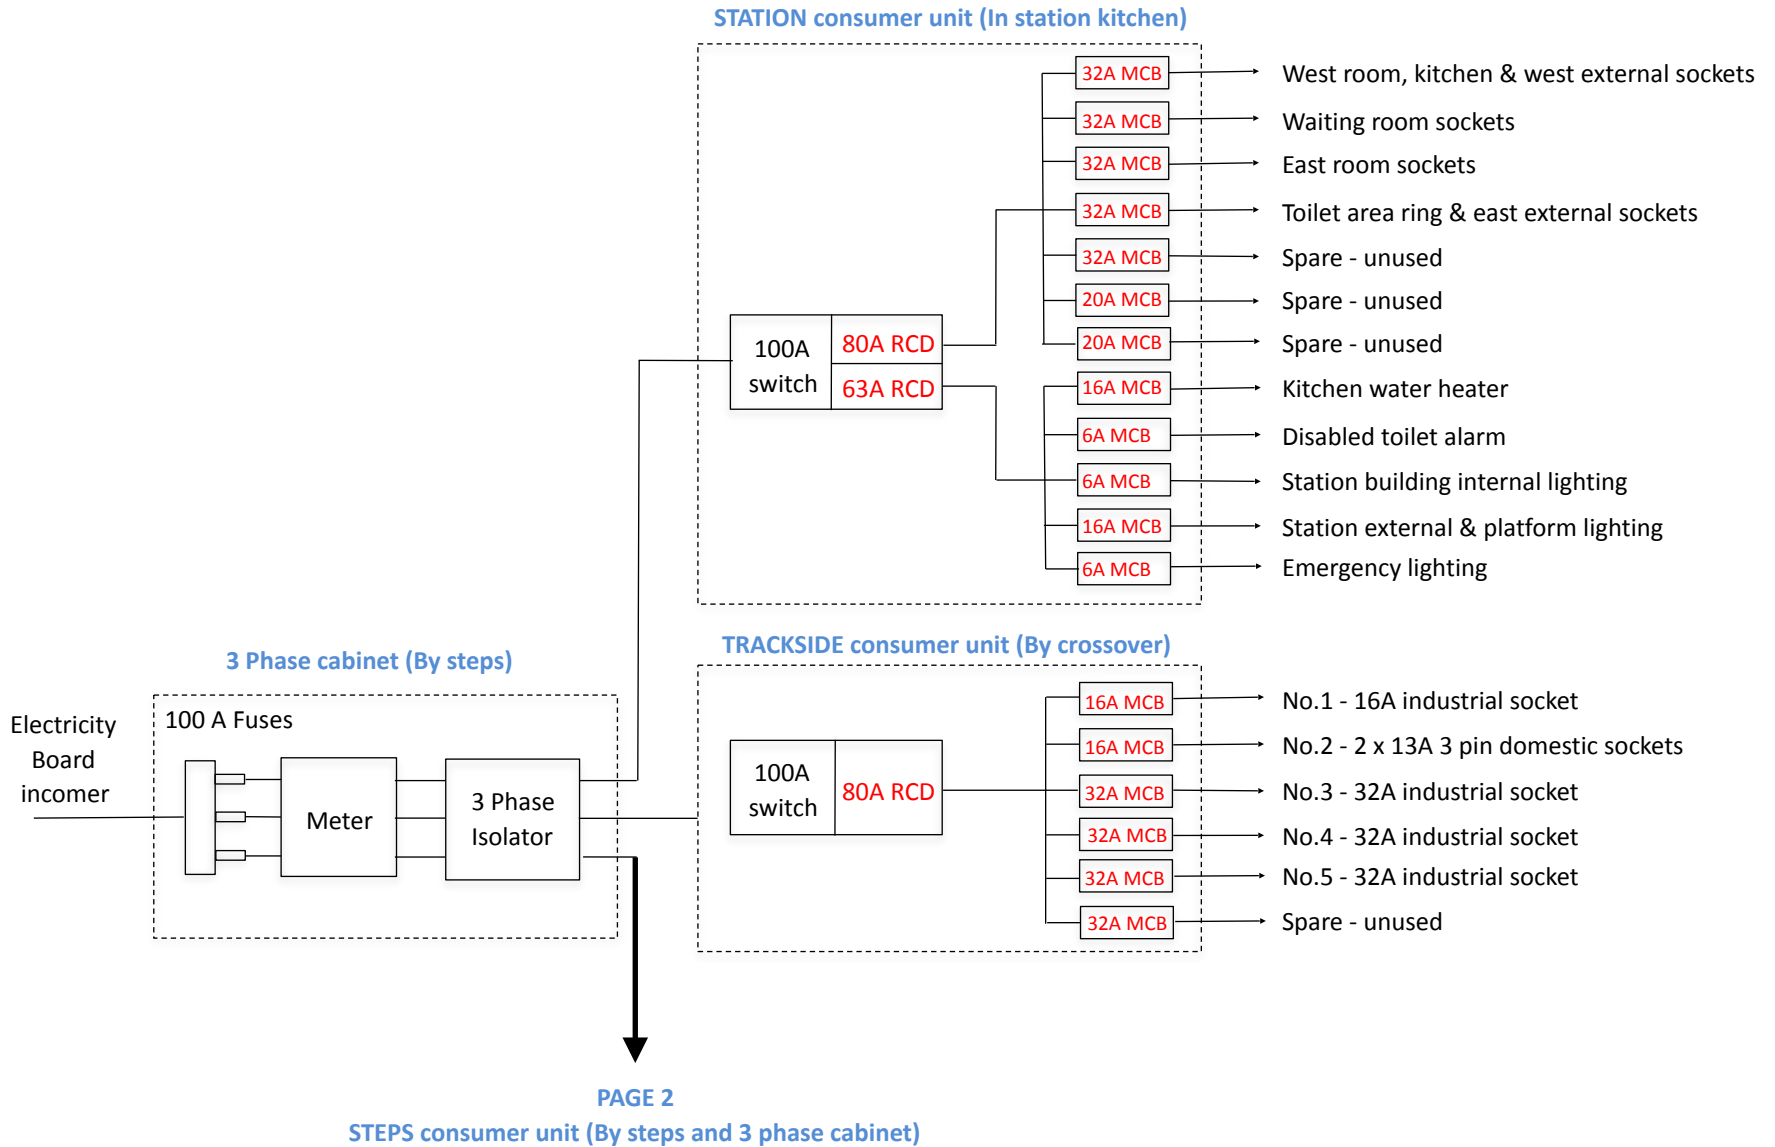 STATION consumer unit (In station kitchen)
32A MCB
West room, kitchen & west external sockets
32A MCB
Waiting room sockets
32A MCB
East room sockets
32A MCB
Toilet area ring & east external sockets
32A MCB
Spare - unused
20A MCB
Spare - unused
20A MCB
Spare - unused
100A
switch
80A RCD
63A RCD
16A MCB
Kitchen water heater
6A MCB
Disabled toilet alarm
6A MCB
Station building internal lighting
16A MCB
Station external & platform lighting
6A MCB
Emergency lighting
3 Phase cabinet (By steps)
Electricity
Board
incomer
100 A Fuses
Meter
3 Phase
Isolator
TRACKSIDE consumer unit (By crossover)
100A
switch
80A RCD
16A MCB
No.1 - 16A industrial socket
16A MCB
No.2 - 2 x 13A 3 pin domestic sockets
32A MCB
No.3 - 32A industrial socket
32A MCB
No.4 - 32A industrial socket
32A MCB
No.5 - 32A industrial socket
32A MCB
Spare - unused
PAGE 2
STEPS consumer unit (By steps and 3 phase cabinet)